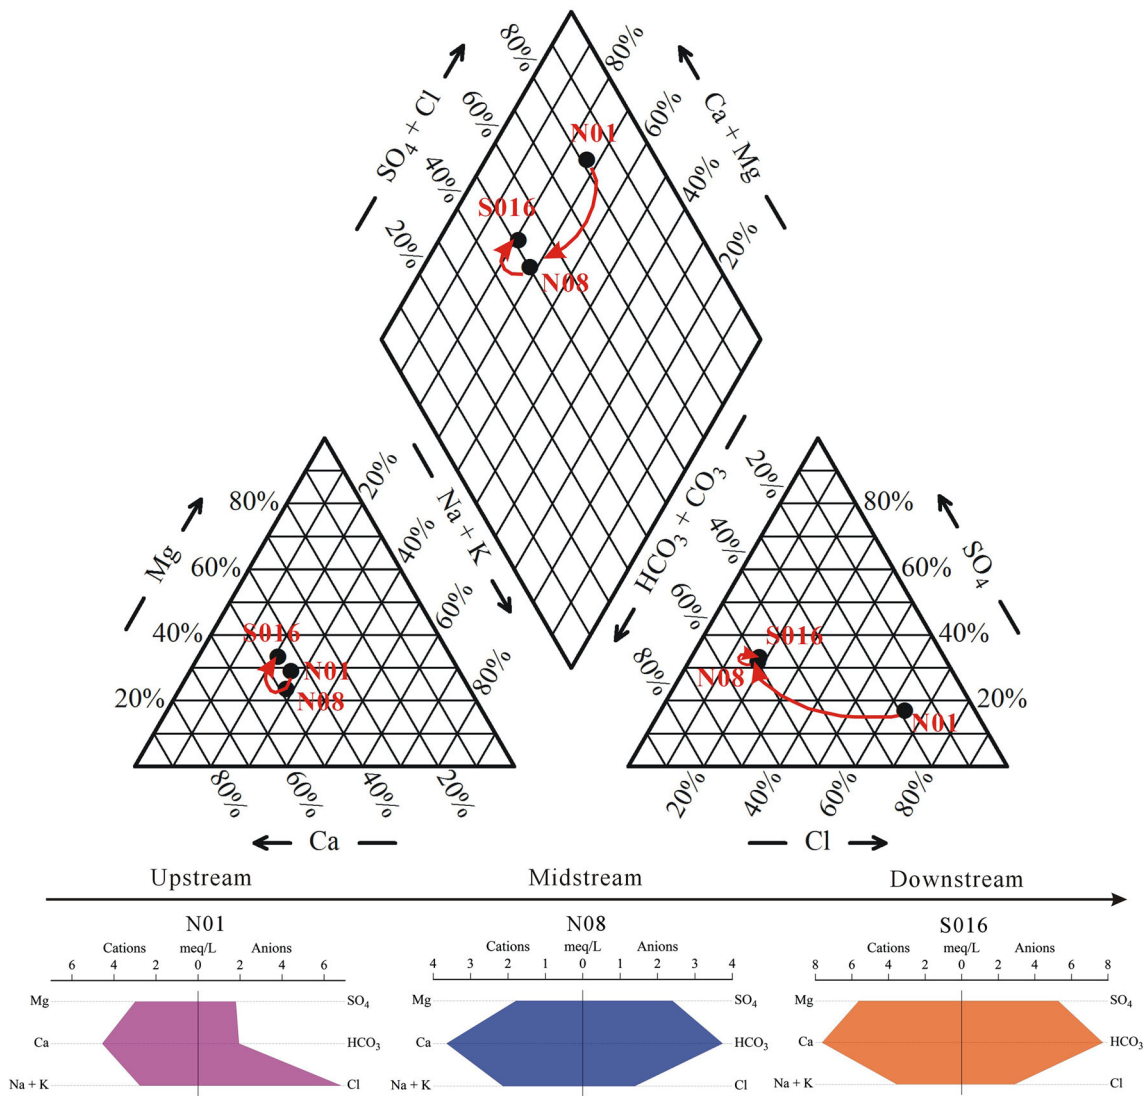 80%
80%
SO₄ + Cl
Ca + Mg
60%
60%
N01
40%
40%
S016
20%
20%
N08
Mg
80%
60%
40%
20%
20%
40%
60%
80%
Na + K
S016
N01
N08
80%
60%
40%
20%
Ca
HCO₃ + CO₃
20%
40%
60%
80%
80%
60%
40%
20%
SO₄
S016
N08
N01
20%
40%
60%
80%
Cl
Upstream
Midstream
Downstream
N01
Cations meq/L Anions
6 4 2 0 2 4 6
Mg SO₄
Ca HCO₃
Na + K Cl
N08
Cations meq/L Anions
4 3 2 1 0 1 2 3 4
Mg SO₄
Ca HCO₃
Na + K Cl
S016
Cations meq/L Anions
8 6 4 2 0 2 4 6 8
Mg SO₄
Ca HCO₃
Na + K Cl